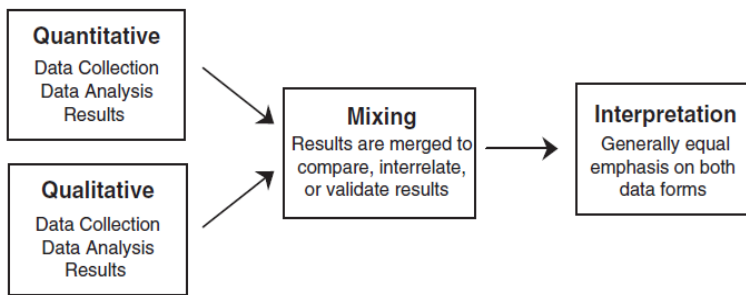 Quantitative
Data Collection
Data Analysis
Results
Qualitative
Data Collection
Data Analysis
Results
Mixing
Results are merged to
compare, interrelate,
or validate results
Interpretation
Generally equal
emphasis on both
data forms